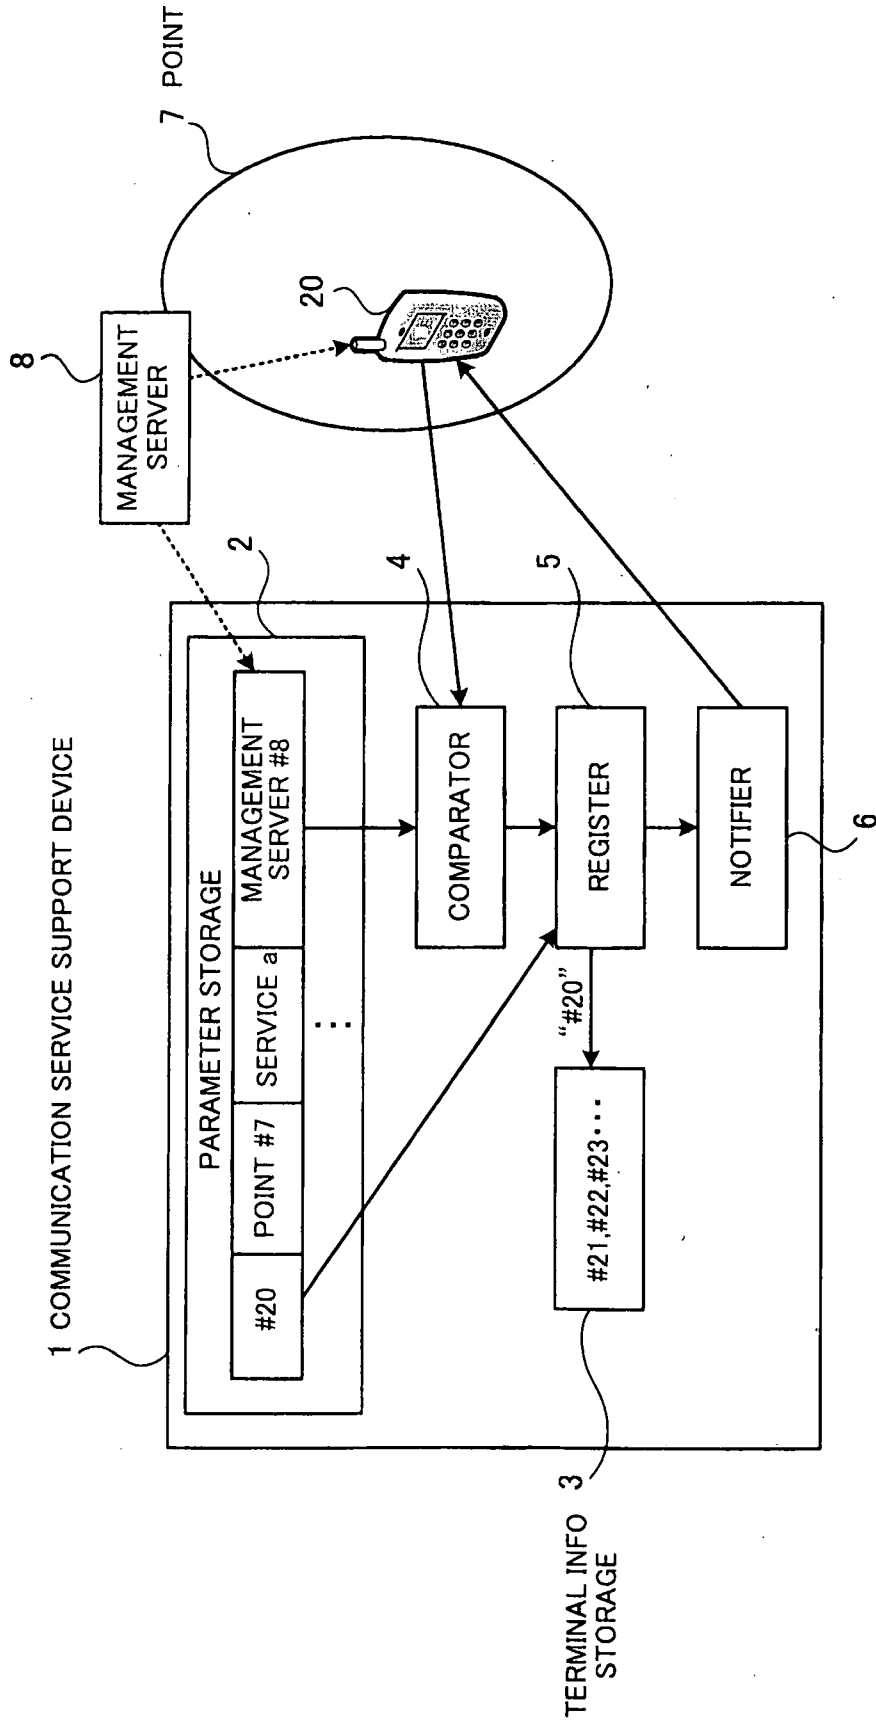 1 COMMUNICATION SERVICE SUPPORT DEVICE
8
MANAGEMENT
SERVER
7 POINT
20
2
PARAMETER STORAGE
#20
POINT #7
SERVICE a
MANAGEMENT
SERVER #8
...
4
COMPARATOR
5
REGISTER
"#20"
#21,#22,#23...
TERMINAL INFO
STORAGE
3
NOTIFIER
6